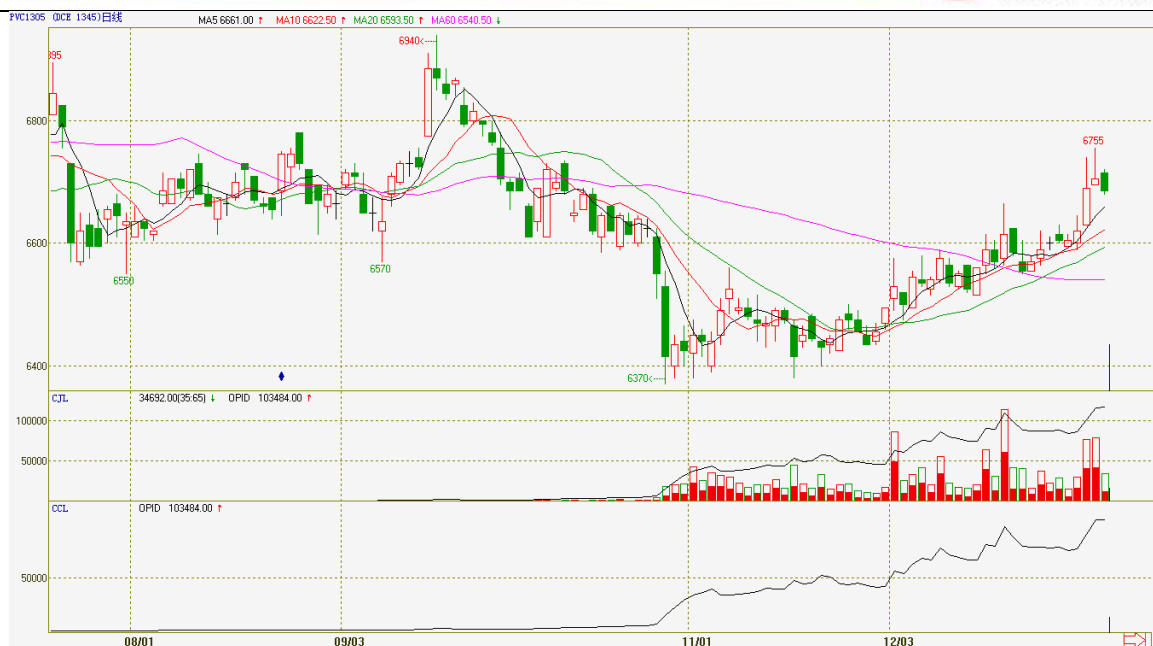 PVC1305 (DCE 1345)日线 MA5 6661.00 ↑ MA10 6622.50 ↑ MA20 6593.50 ↑ MA60 6540.50 ↓
6940
6800
6755
6600
6570
6550
6400
6370
CJL 34692.00(35:65) ↓ OPID 103484.00 ↑
100000
50000
CCL OPID 103484.00 ↑
50000
08/01 09/03 11/01 12/03